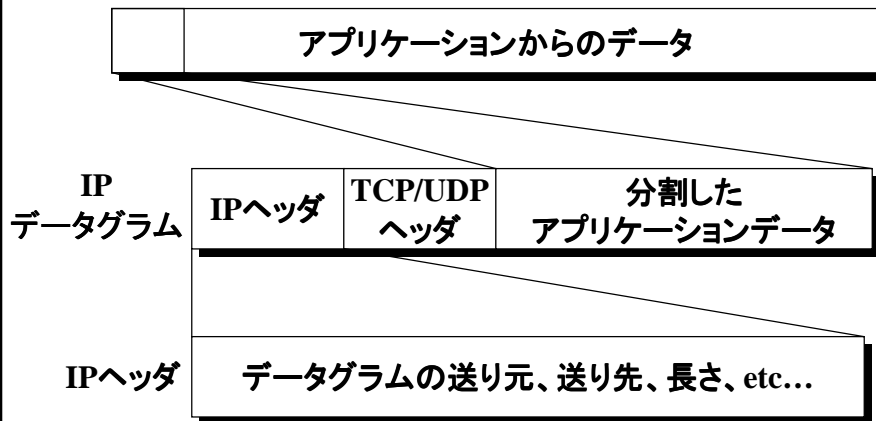 アプリケーションからのデータ
IP
データグラム
IPヘッダ
TCP/UDP
ヘッダ
分割した
アプリケーションデータ
IPヘッダ
データグラムの送り元、送り先、長さ、etc…